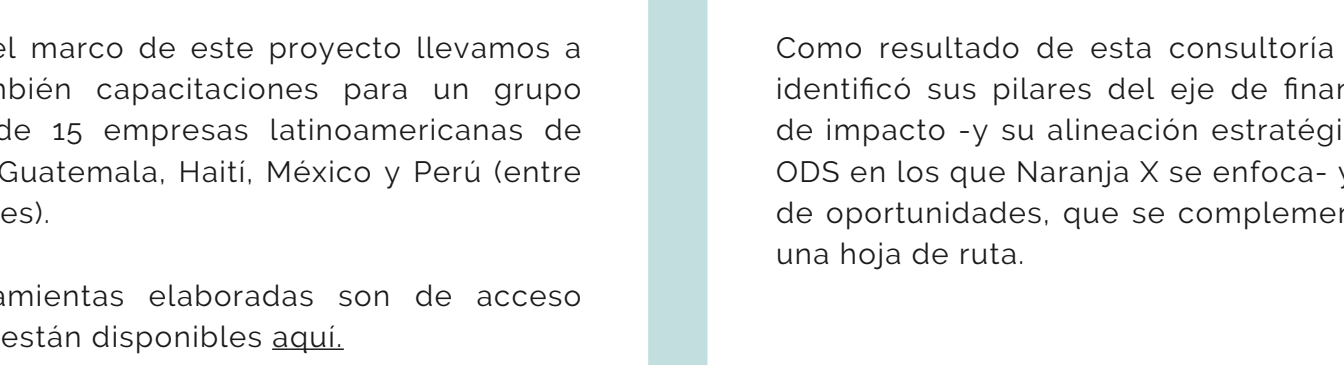 el marco de este proyecto llevamos a
mbién capacitaciones para un grupo
de 15 empresas latinoamericanas de
Guatemala, Haití, México y Perú (entre
es).
amientas elaboradas son de acceso
están disponibles aquí.
Como resultado de esta consultoría
identificó sus pilares del eje de finan
de impacto -y su alineación estratégi
ODS en los que Naranja X se enfoca- y
de oportunidades, que se complemen
una hoja de ruta.